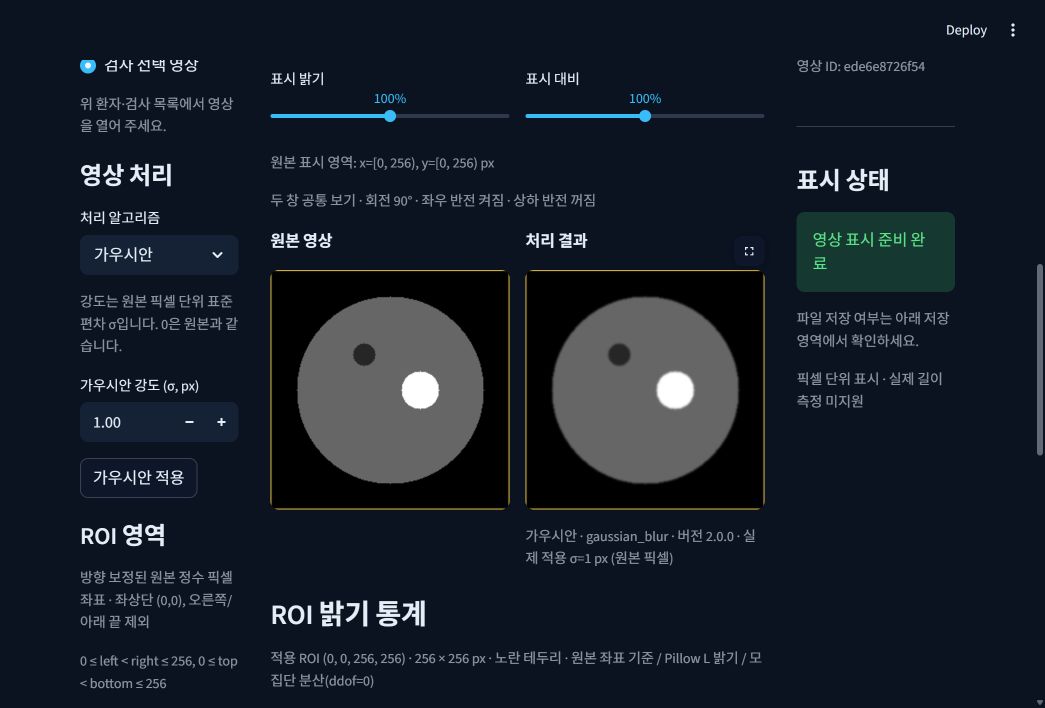 Deploy
검사 선택 영상
위 환자·검사 목록에서 영상
을 열어 주세요.
영상 처리
처리 알고리즘
가우시안
강도는 원본 픽셀 단위 표준
편차 σ입니다. 0은 원본과 같
습니다.
가우시안 강도 (σ, px)
1.00
− +
가우시안 적용
ROI 영역
방향 보정된 원본 정수 픽셀
좌표 · 좌상단 (0,0), 오른쪽/
아래 끝 제외
0 ≤ left < right ≤ 256, 0 ≤ top
< bottom ≤ 256
표시 밝기
100%
표시 대비
100%
원본 표시 영역: x=[0, 256), y=[0, 256) px
두 창 공통 보기 · 회전 90° · 좌우 반전 켜짐 · 상하 반전 꺼짐
원본 영상
처리 결과
가우시안 · gaussian_blur · 버전 2.0.0 · 실
제 적용 σ=1 px (원본 픽셀)
ROI 밝기 통계
적용 ROI (0, 0, 256, 256) · 256 × 256 px · 노란 테두리 · 원본 좌표 기준 / Pillow L 밝기 / 모
집단 분산(ddof=0)
영상 ID: ede6e8726f54
표시 상태
영상 표시 준비 완
료
파일 저장 여부는 아래 저장
영역에서 확인하세요.
픽셀 단위 표시 · 실제 길이
측정 미지원